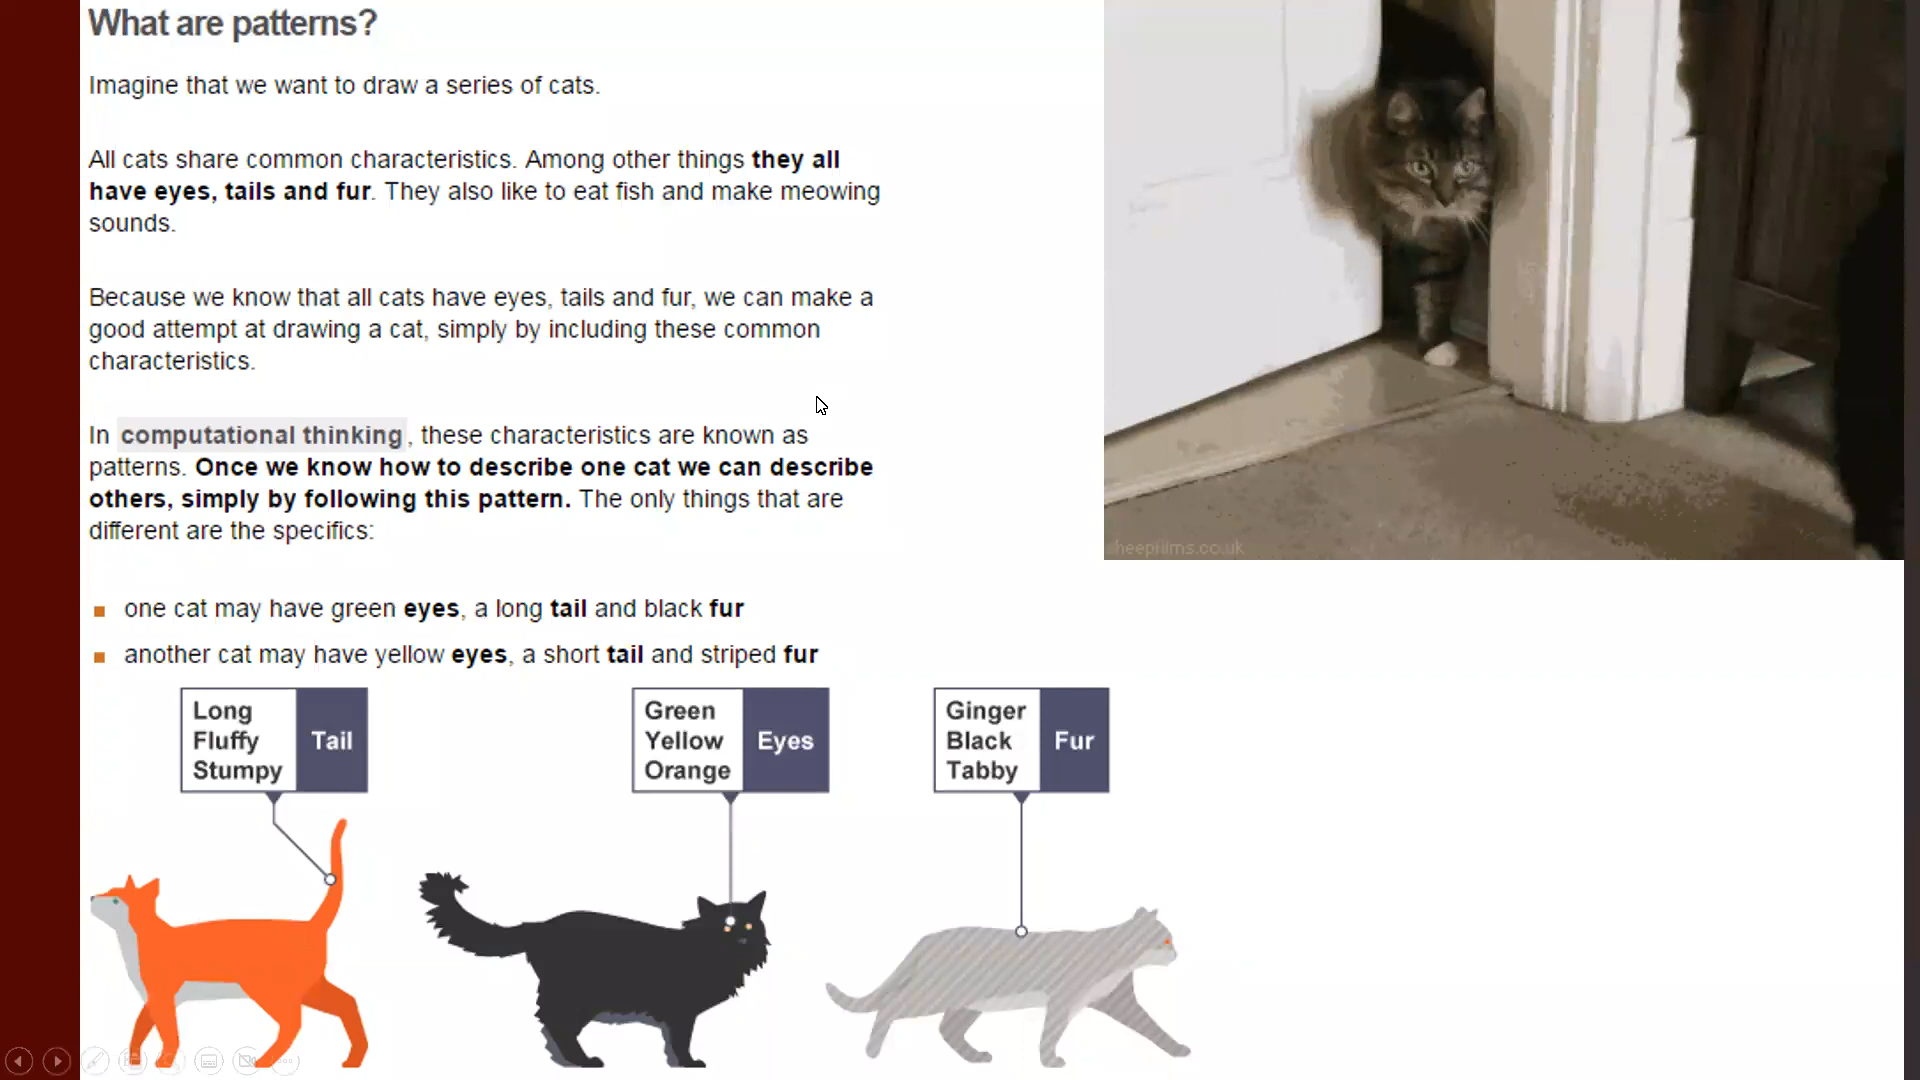 What are patterns?
Imagine that we want to draw a series of cats.
All cats share common characteristics. Among other things they all
have eyes, tails and fur. They also like to eat fish and make meowing
sounds.
Because we know that all cats have eyes, tails and fur, we can make a
good attempt at drawing a cat, simply by including these common
characteristics.
In computational thinking, these characteristics are known as
patterns. Once we know how to describe one cat we can describe
others, simply by following this pattern. The only things that are
different are the specifics:
one cat may have green eyes, a long tail and black fur
another cat may have yellow eyes, a short tail and striped fur
Long
Fluffy
Stumpy
Tail
Green
Yellow
Orange
Eyes
Ginger
Black
Tabby
Fur